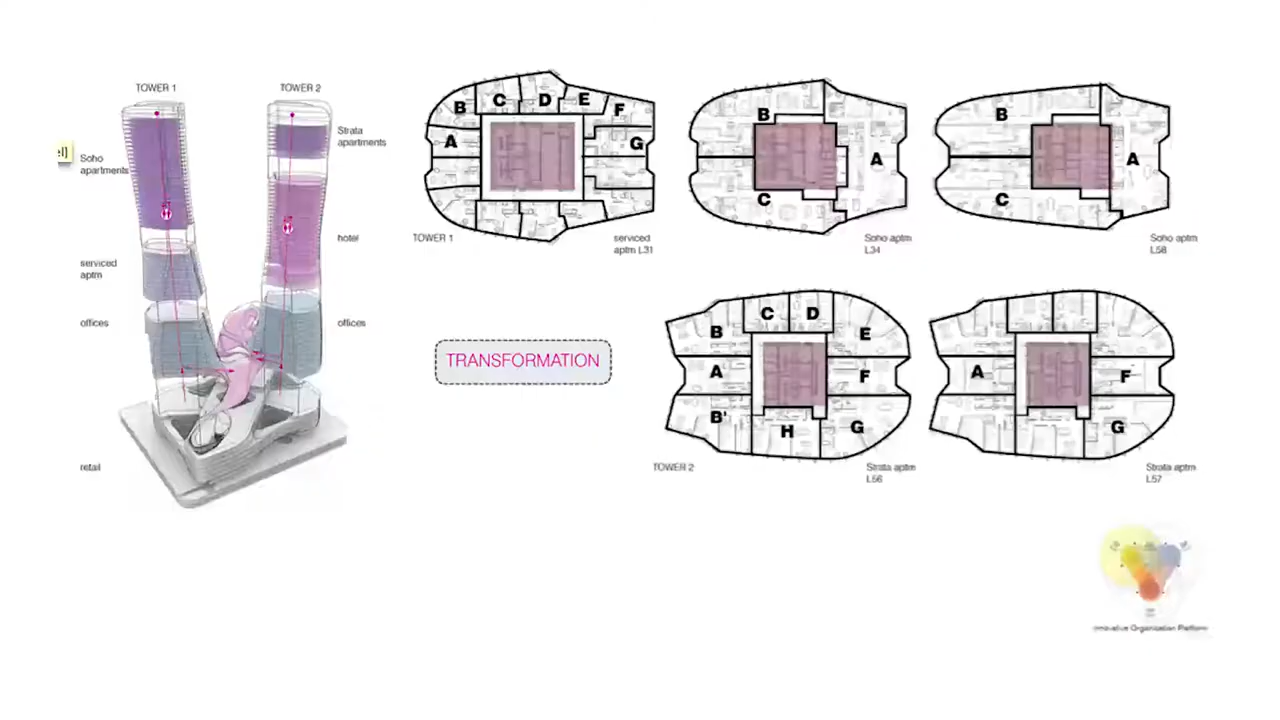 TOWER 1
TOWER 2
Soho
apartments
serviced
aptm
offices
retail
Strata
apartments
hotel
offices
A
B
C
D
E
F
G
TOWER 1
serviced
aptm L31
B
A
C
Soho aptm
L34
B
A
C
Soho aptm
L58
TRANSFORMATION
B
C
D
E
A
F
B'
H
G
TOWER 2
Strata aptm
L56
A
F
G
Strata aptm
L57
Innovative Organization Platform